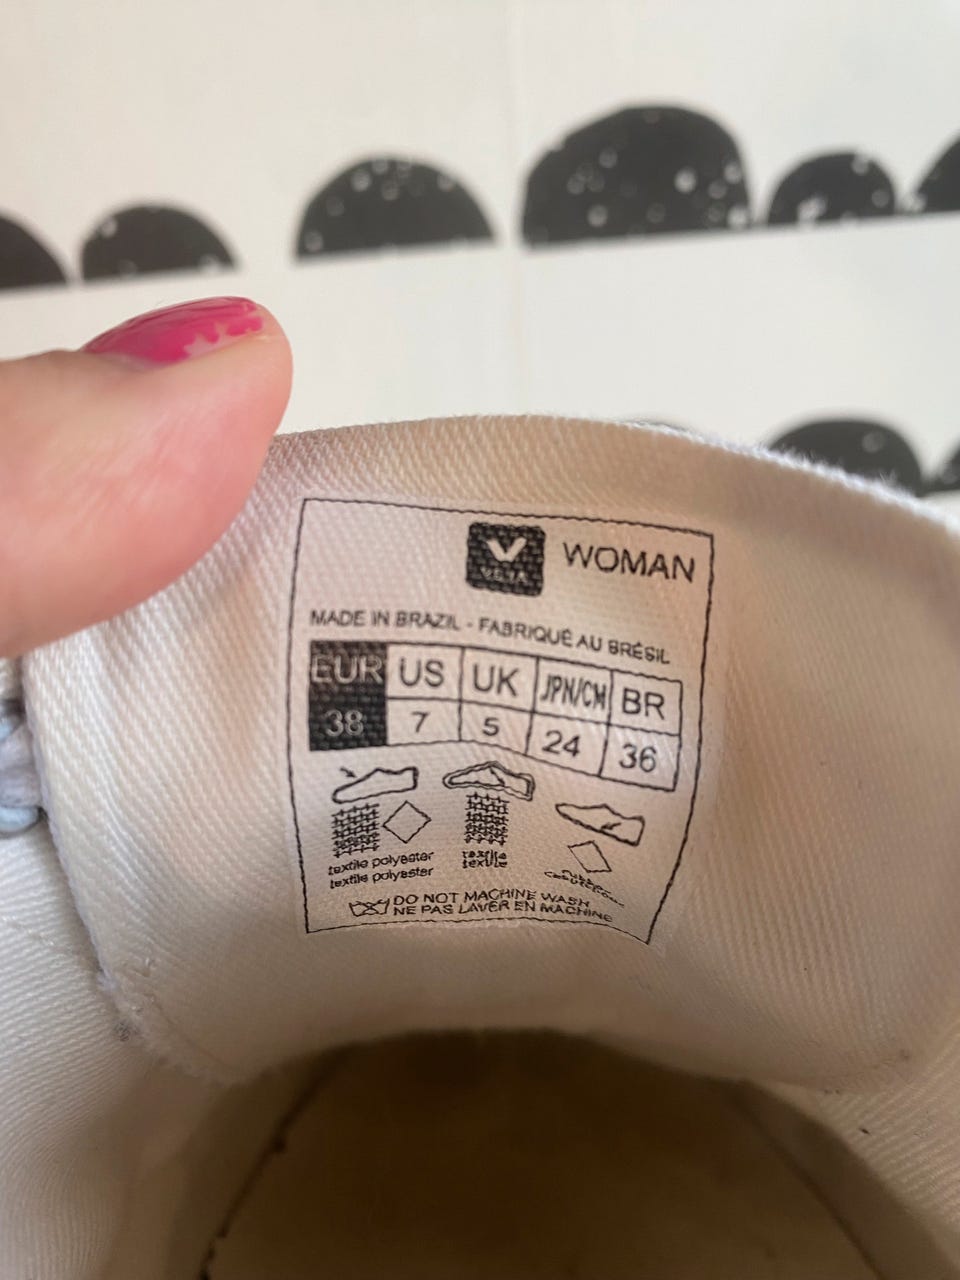 VEJA
WOMAN
MADE IN BRAZIL - FABRIQUÉ AU BRÉSIL
EUR US UK JPN/CM BR
38 7 5 24 36
textile polyester textile
textile polyester textile
DO NOT MACHINE WASH
NE PAS LAVER EN MACHINE